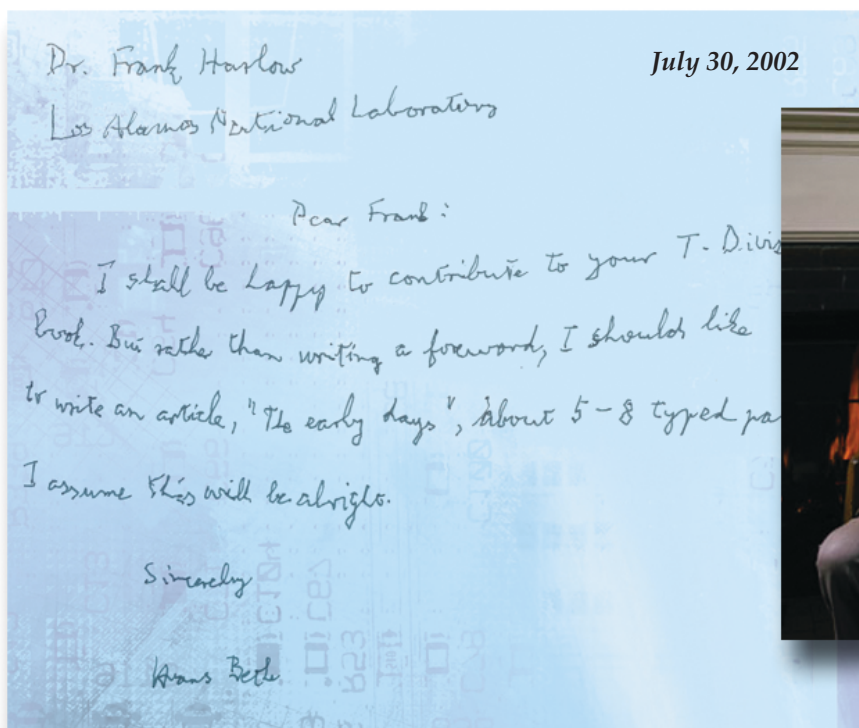 Dr. Frank Harlow
July 30, 2002
Los Alamos National Laboratory
Dear Frank:
I shall be happy to contribute to your T-Divis
book. But rather than writing a foreword, I should like
to write an article, "The early days", about 5-8 typed pa
I assume this will be alright.
Sincerely
Hans Bethe